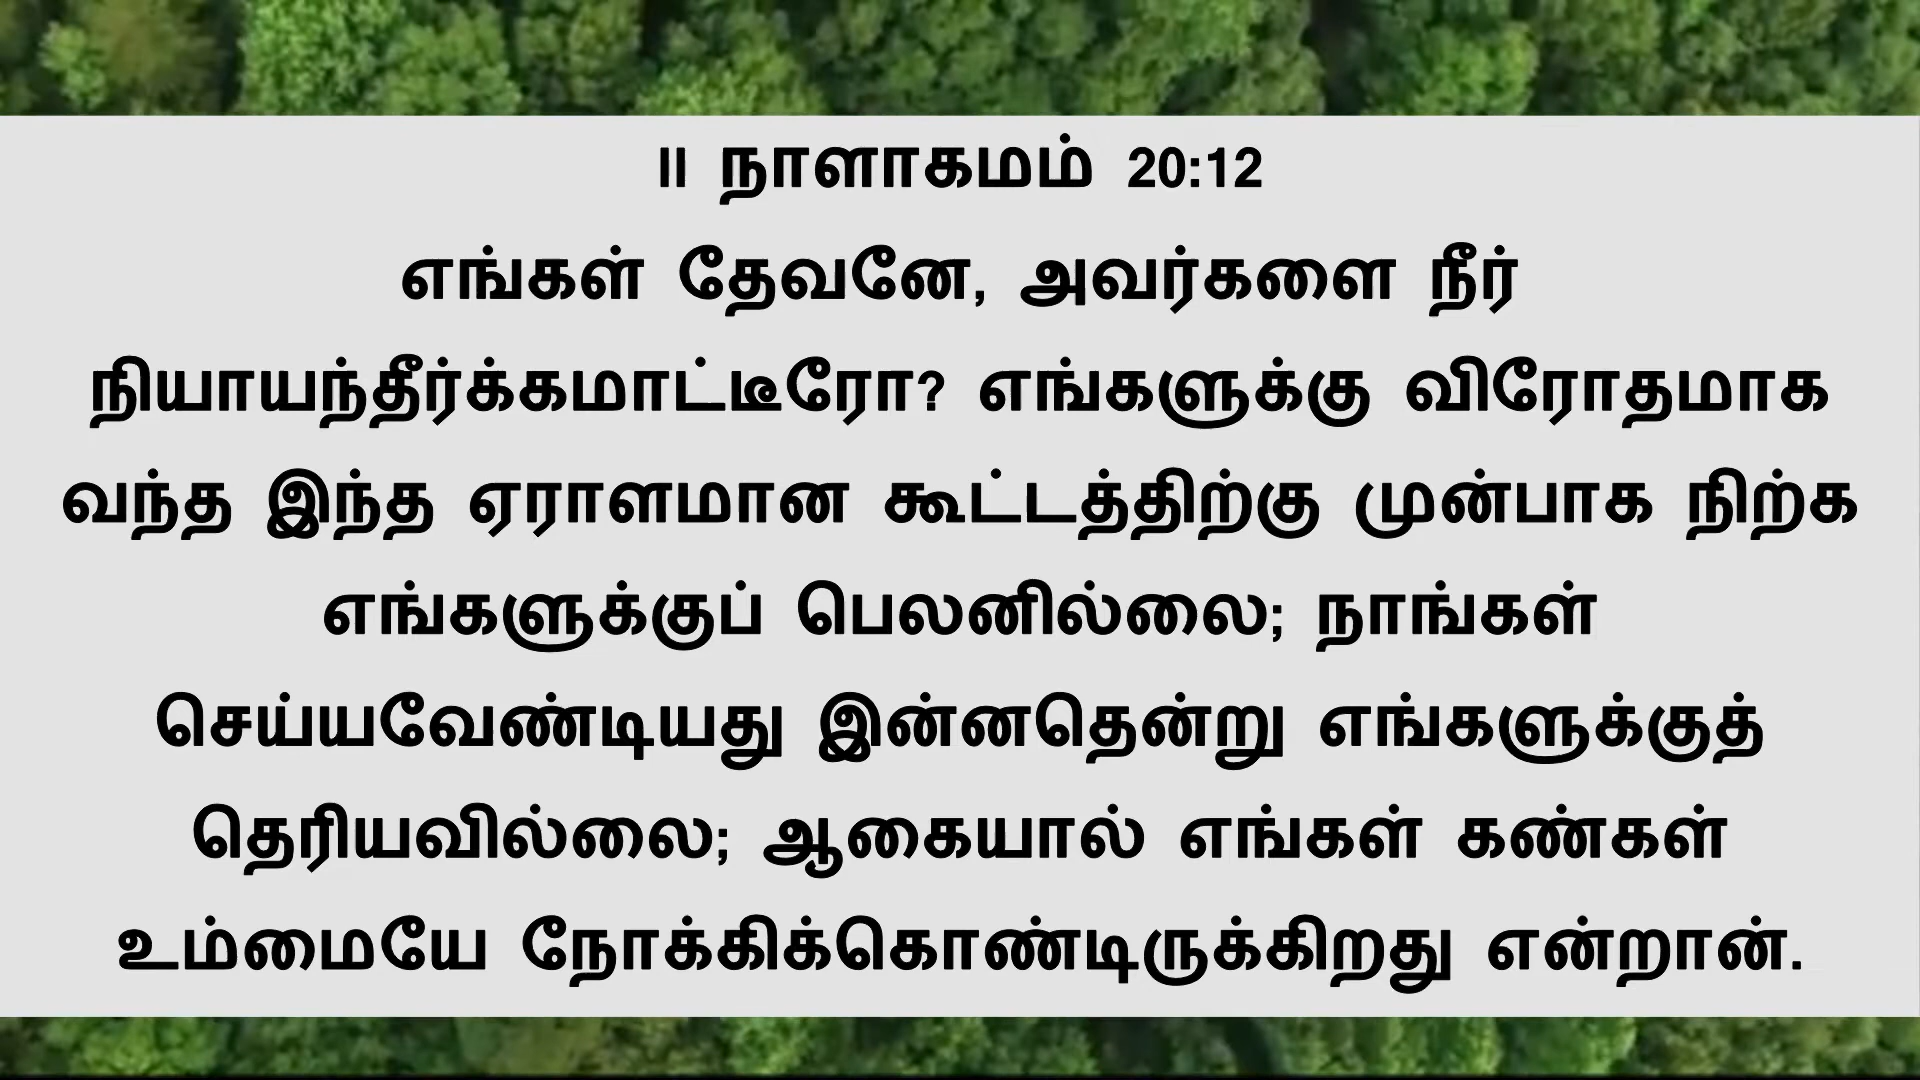 II நாளாகமம் 20:12
எங்கள் தேவனே, அவர்களை நீர்
நியாயந்தீர்க்கமாட்டீரோ? எங்களுக்கு விரோதமாக
வந்த இந்த ஏராளமான கூட்டத்திற்கு முன்பாக நிற்க
எங்களுக்குப் பெலனில்லை; நாங்கள்
செய்யவேண்டியது இன்னதென்று எங்களுக்குத்
தெரியவில்லை; ஆகையால் எங்கள் கண்கள்
உம்மையே நோக்கிக்கொண்டிருக்கிறது என்றான்.